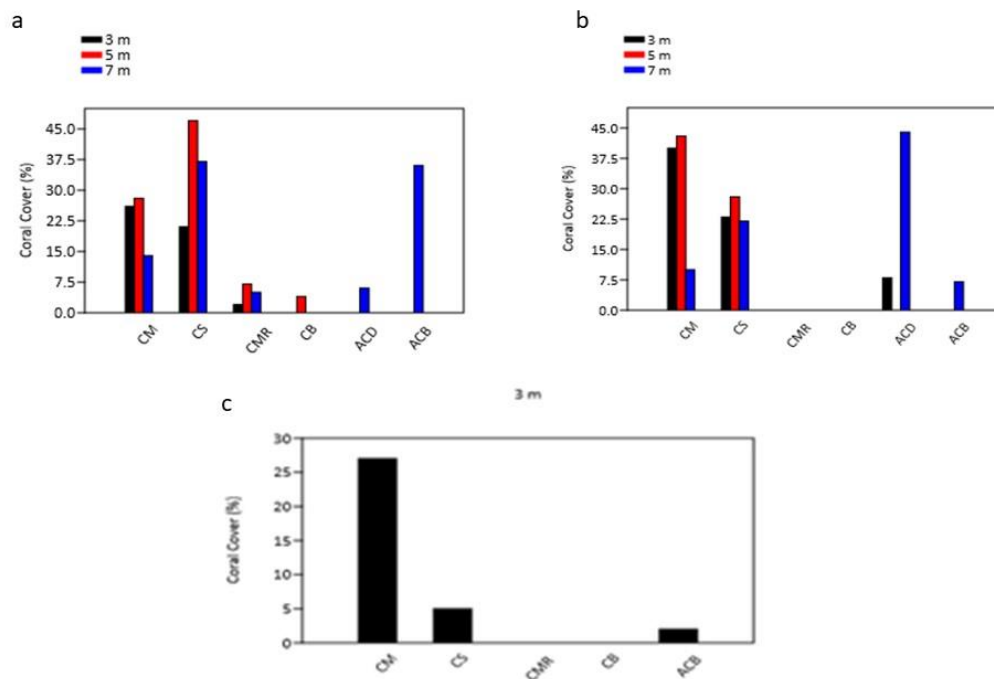 a
3 m
5 m
7 m
45.0
37.5
30.0
22.5
15.0
7.5
0.0
Coral Cover (%)
CM CS CMR CB ACD ACB
b
3 m
5 m
7 m
45.0
37.5
30.0
22.5
15.0
7.5
0.0
Coral Cover (%)
CM CS CMR CB ACD ACB
c
3 m
30
25
20
15
10
5
0
Coral Cover (%)
CM CS CMR CB ACB